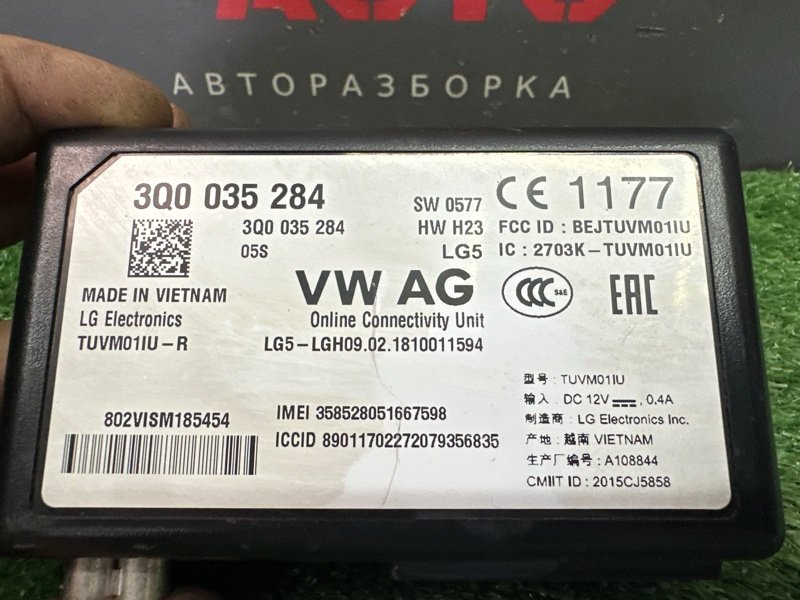 АВТОРАЗБОРКА
3Q0 035 284
3Q0 035 284
05S
SW 0577
HW H23
LG5
CE 1177
FCC ID : BEJTUVM01IU
IC : 2703K-TUVM01IU
MADE IN VIETNAM
LG Electronics
TUVM01IU-R
VW AG
Online Connectivity Unit
LG5-LGH09.02.1810011594
CCC S&E
EAC
802VISM185454
IMEI 358528051667598
ICCID 89011702272079356835
型号 : TUVM01IU
输入 : DC 12V , 0.4A
制造商 : LG Electronics Inc.
产地 : 越南 VIETNAM
生产厂编号 : A108844
CMIIT ID : 2015CJ5858